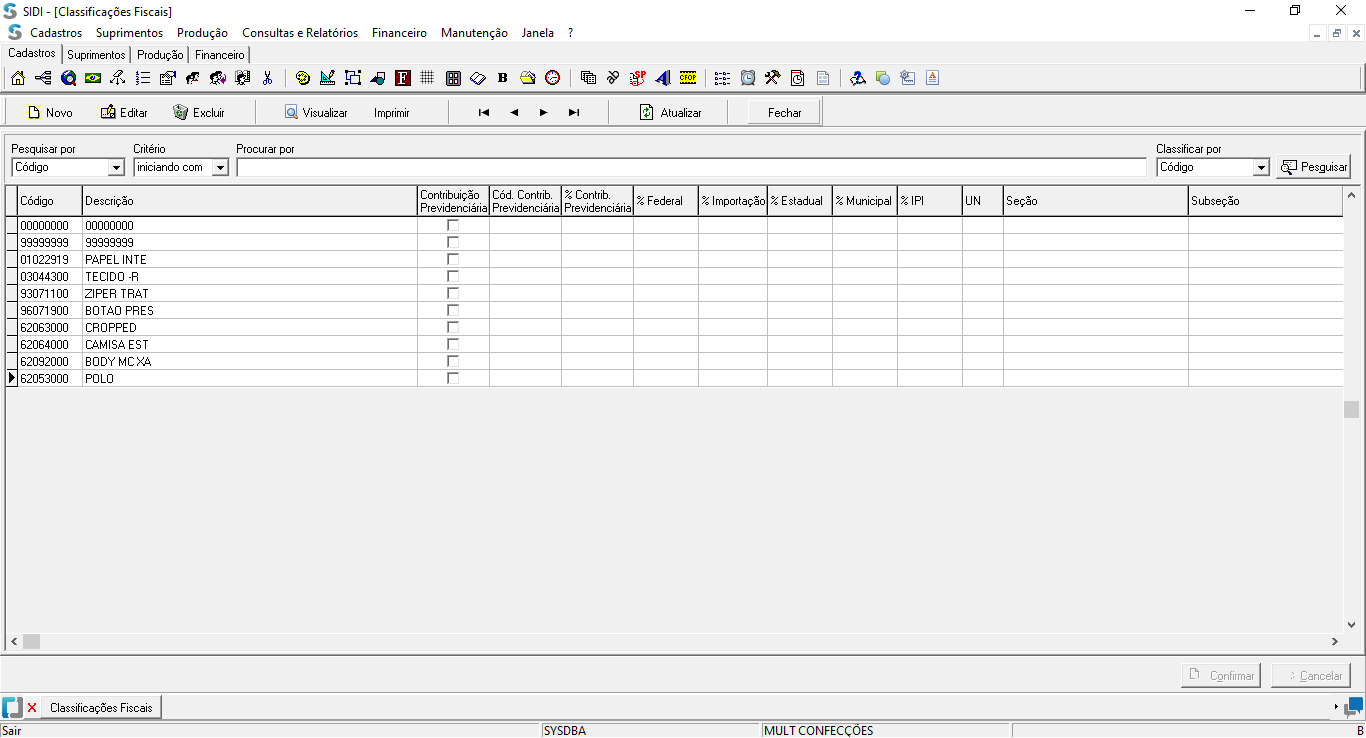 SIDI - [Classificações Fiscais]
Cadastros Suprimentos Produção Consultas e Relatórios Financeiro Manutenção Janela ?
Cadastros Suprimentos Produção Financeiro
F B SP CFOP A
Novo Editar Excluir Visualizar Imprimir Atualizar Fechar
Pesquisar por Critério Procurar por Classificar por
Código iniciando com Código Pesquisar
Código Descrição Contribuição Previdenciária Cód. Contrib. Previdenciária % Contrib. Previdenciária % Federal % Importação % Estadual % Municipal % IPI UN Seção Subseção
00000000 00000000
99999999 99999999
01022919 PAPEL INTE
03044300 TECIDO -R
93071100 ZIPER TRAT
96071900 BOTAO PRES
62063000 CROPPED
62064000 CAMISA EST
62092000 BODY MC XA
62053000 POLO
Confirmar Cancelar
Classificações Fiscais
Sair SYSDBA MULT CONFECÇÕES B